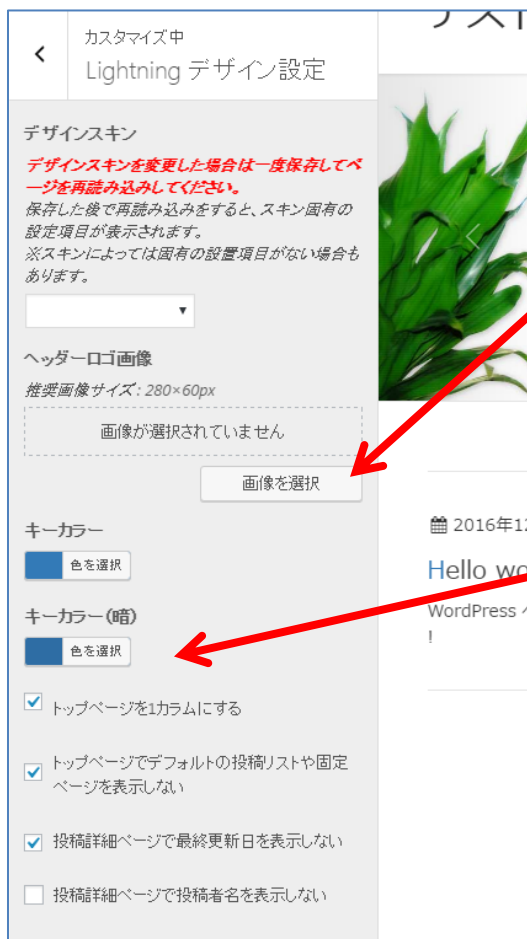 カスタマイズ中
Lightning デザイン設定
デザインスキン
デザインスキンを変更した場合は一度保存してペ
ージを再読み込みしてください。
保存した後で再読み込みをすると、スキン固有の
設定項目が表示されます。
※スキンによっては固有の設置項目がない場合も
あります。
ヘッダーロゴ画像
推奨画像サイズ : 280×60px
画像が選択されていません
画像を選択
キーカラー
色を選択
キーカラー(暗)
色を選択
トップページを1カラムにする
トップページでデフォルトの投稿リストや固定
ページを表示しない
投稿詳細ページで最終更新日を表示しない
投稿詳細ページで投稿者名を表示しない
2016年12
Hello wo
WordPress へ
!